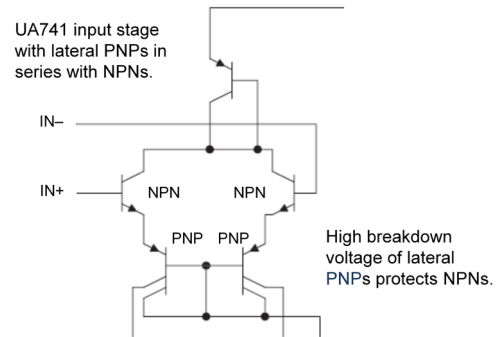 UA741 input stage
with lateral PNPs in
series with NPNs.
IN–
IN+
NPN
NPN
PNP
PNP
High breakdown
voltage of lateral
PNPs protects NPNs.